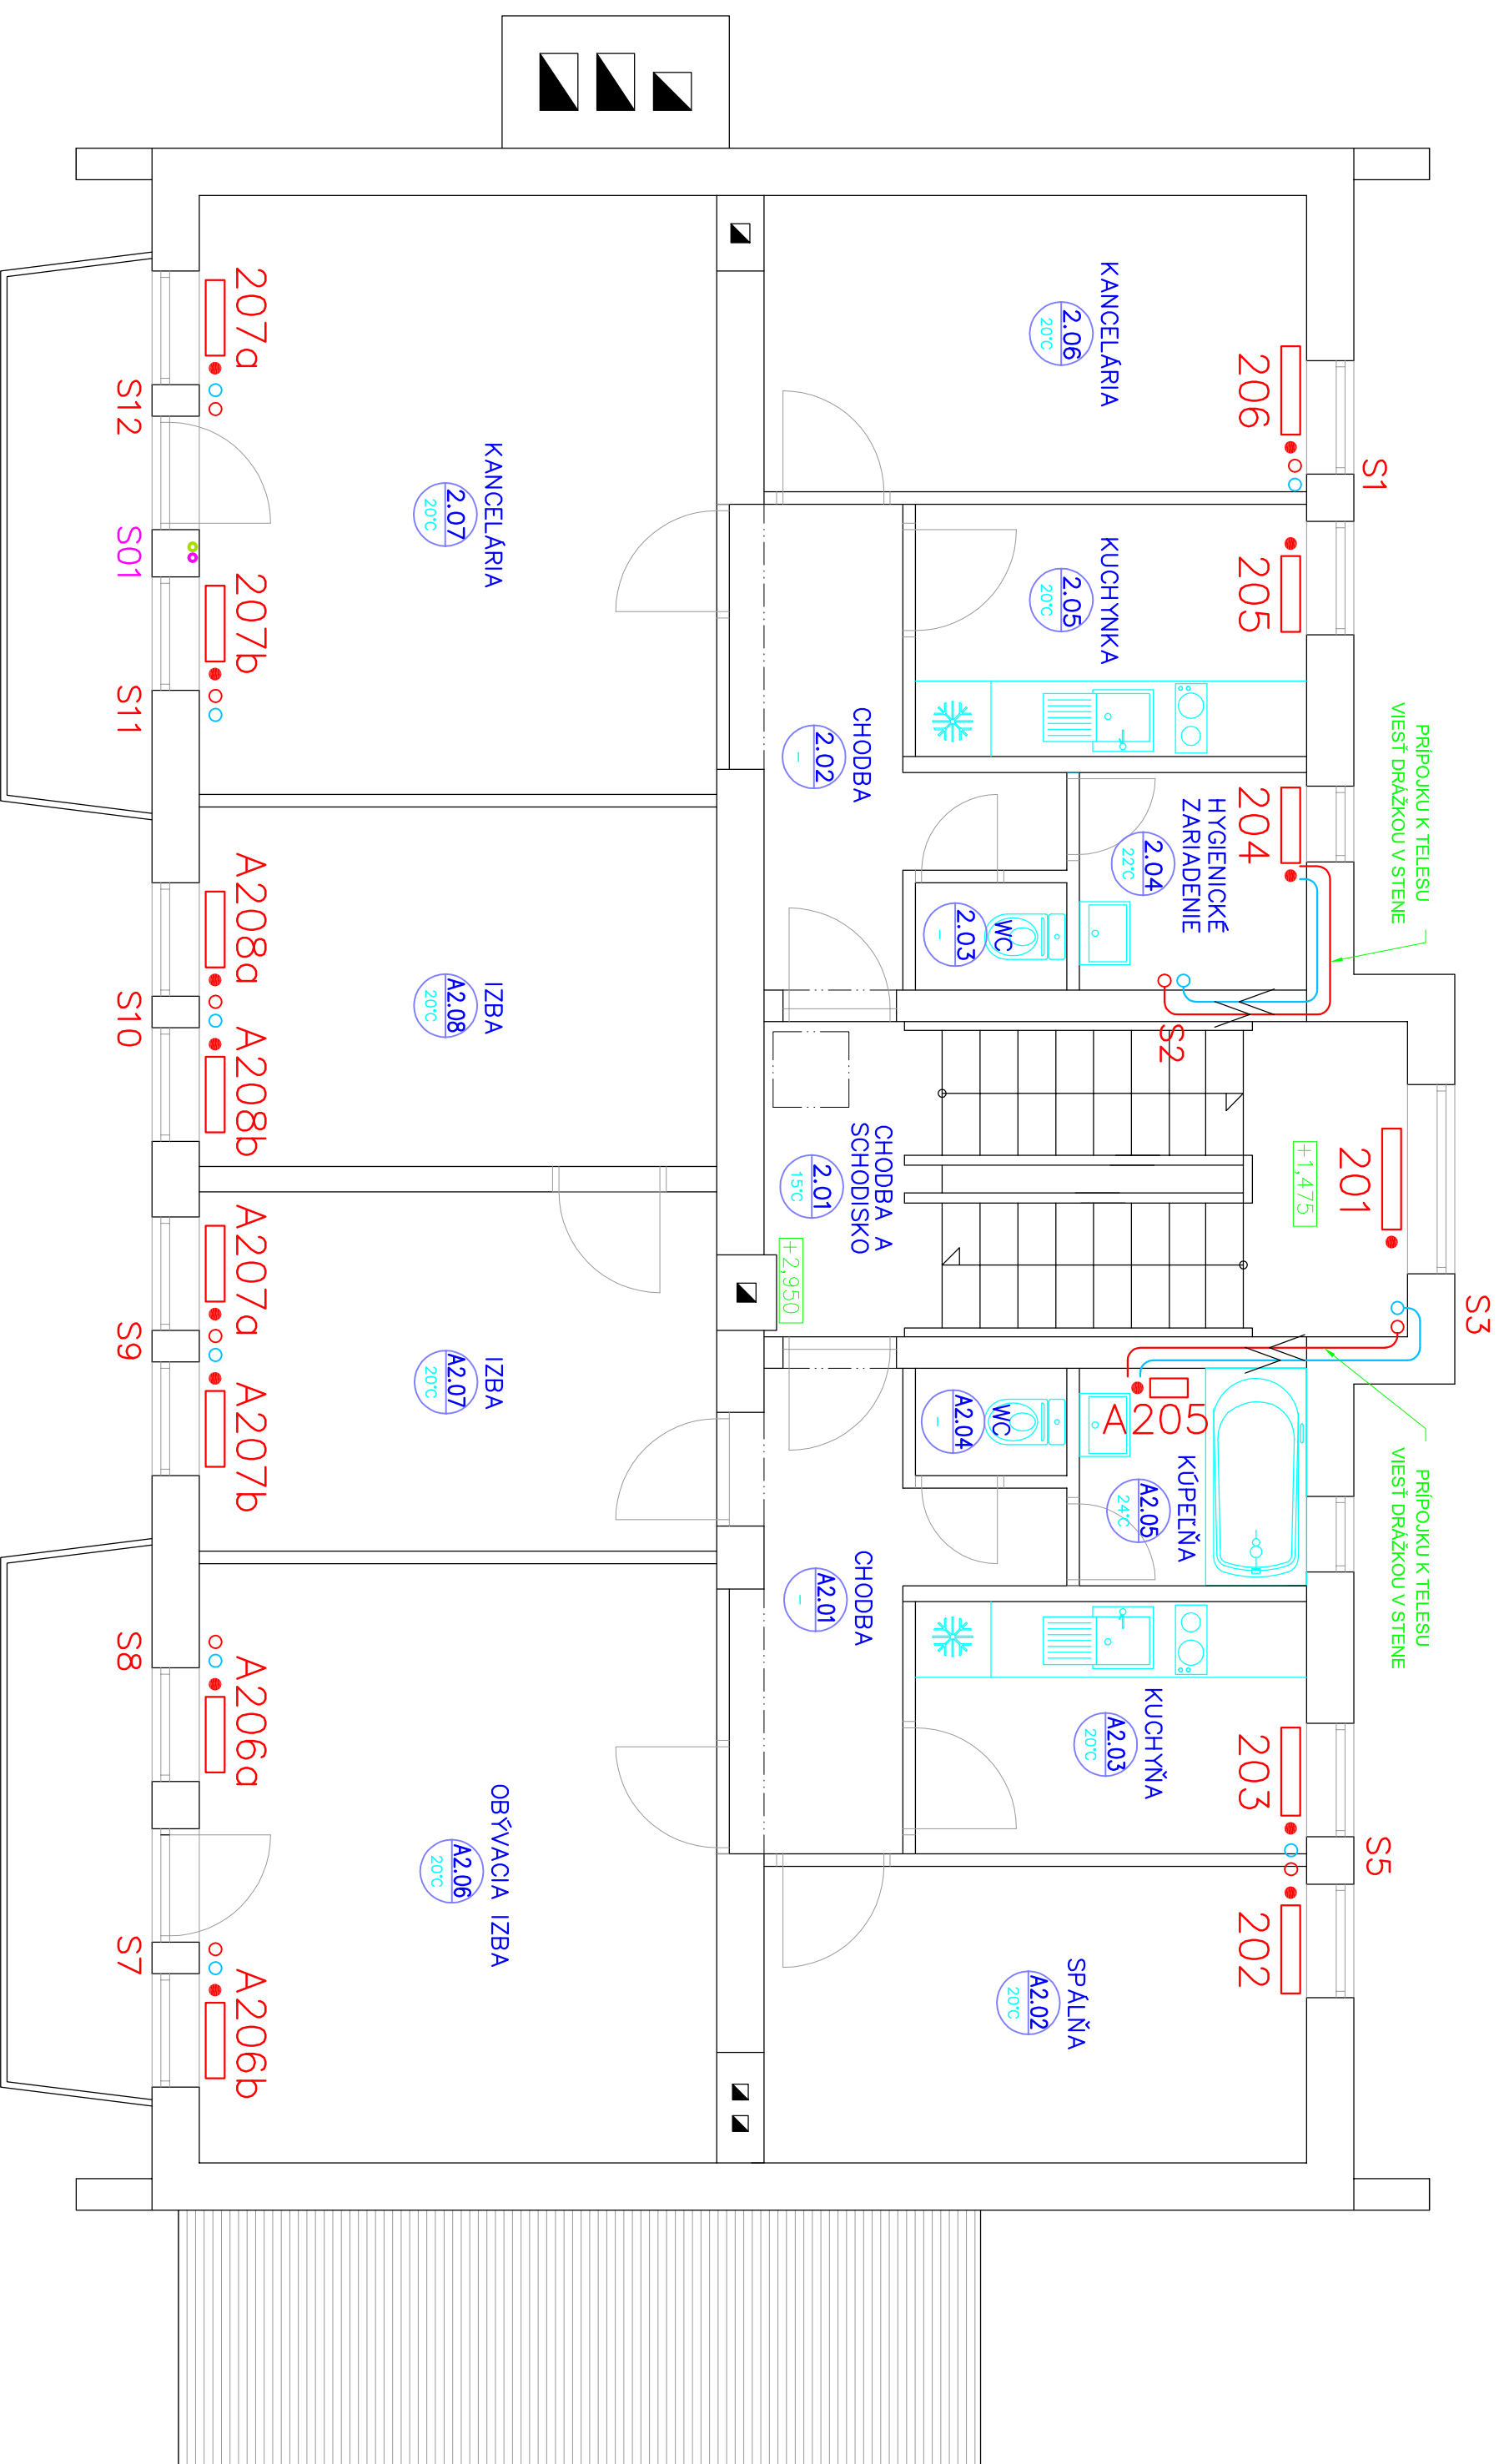 S3
S1
S5
PRÍPOJKU K TELESU
VIESŤ DRÁŽKOU V STENE
PRÍPOJKU K TELESU
VIESŤ DRÁŽKOU V STENE
201
+1,475
206
205
204
203
202
S2
A205
HYGIENICKÉ
ZARIADENIE
2.04
22°C
KÚPEĽŇA
A2.05
24°C
KANCELÁRIA
2.06
20°C
KUCHYNKA
2.05
20°C
KUCHYŇA
A2.03
20°C
SPÁLŇA
A2.02
20°C
WC
2.03
-
WC
A2.04
-
CHODBA
2.02
-
CHODBA A
SCHODISKO
2.01
15°C
+2,950
CHODBA
A2.01
-
KANCELÁRIA
2.07
20°C
IZBA
A2.08
20°C
IZBA
A2.07
20°C
OBÝVACIA IZBA
A2.06
20°C
207a
207b
A208a
A208b
A207a
A207b
A206a
A206b
S12
S01
S11
S10
S9
S8
S7